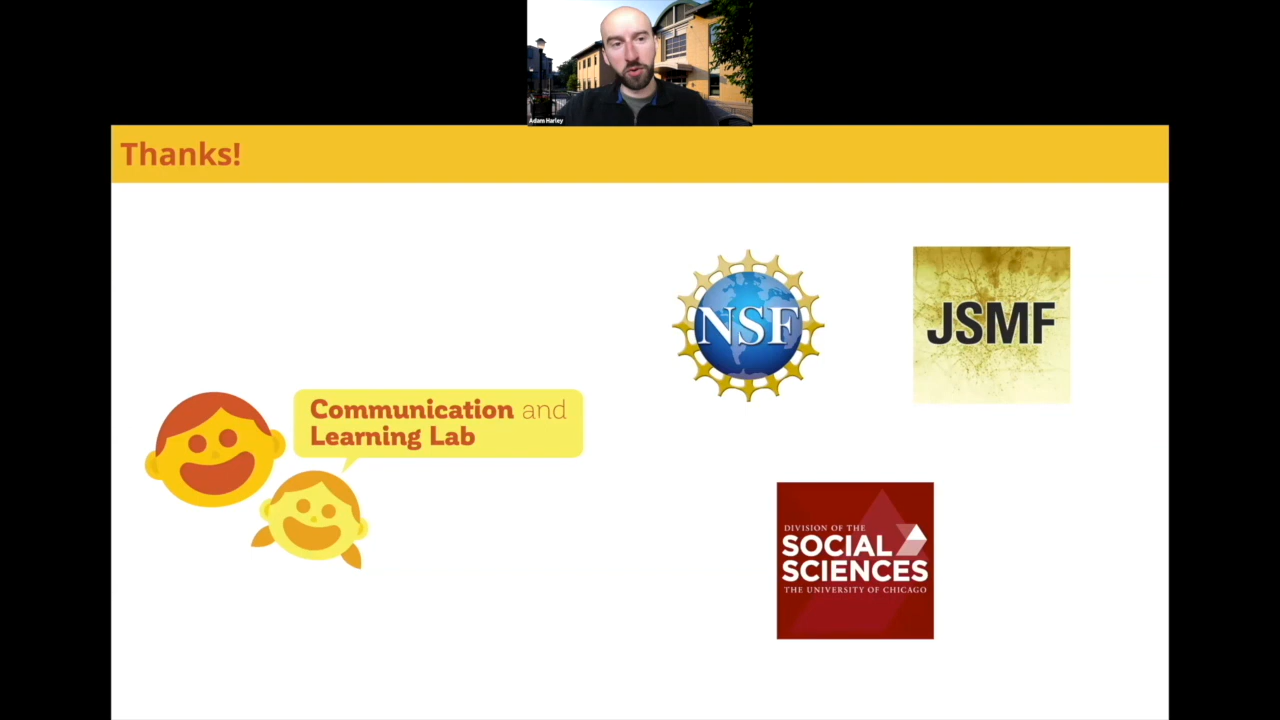 Adam Harley
Thanks!
NSF
JSMF
Communication and
Learning Lab
DIVISION OF THE
SOCIAL
SCIENCES
THE UNIVERSITY OF CHICAGO